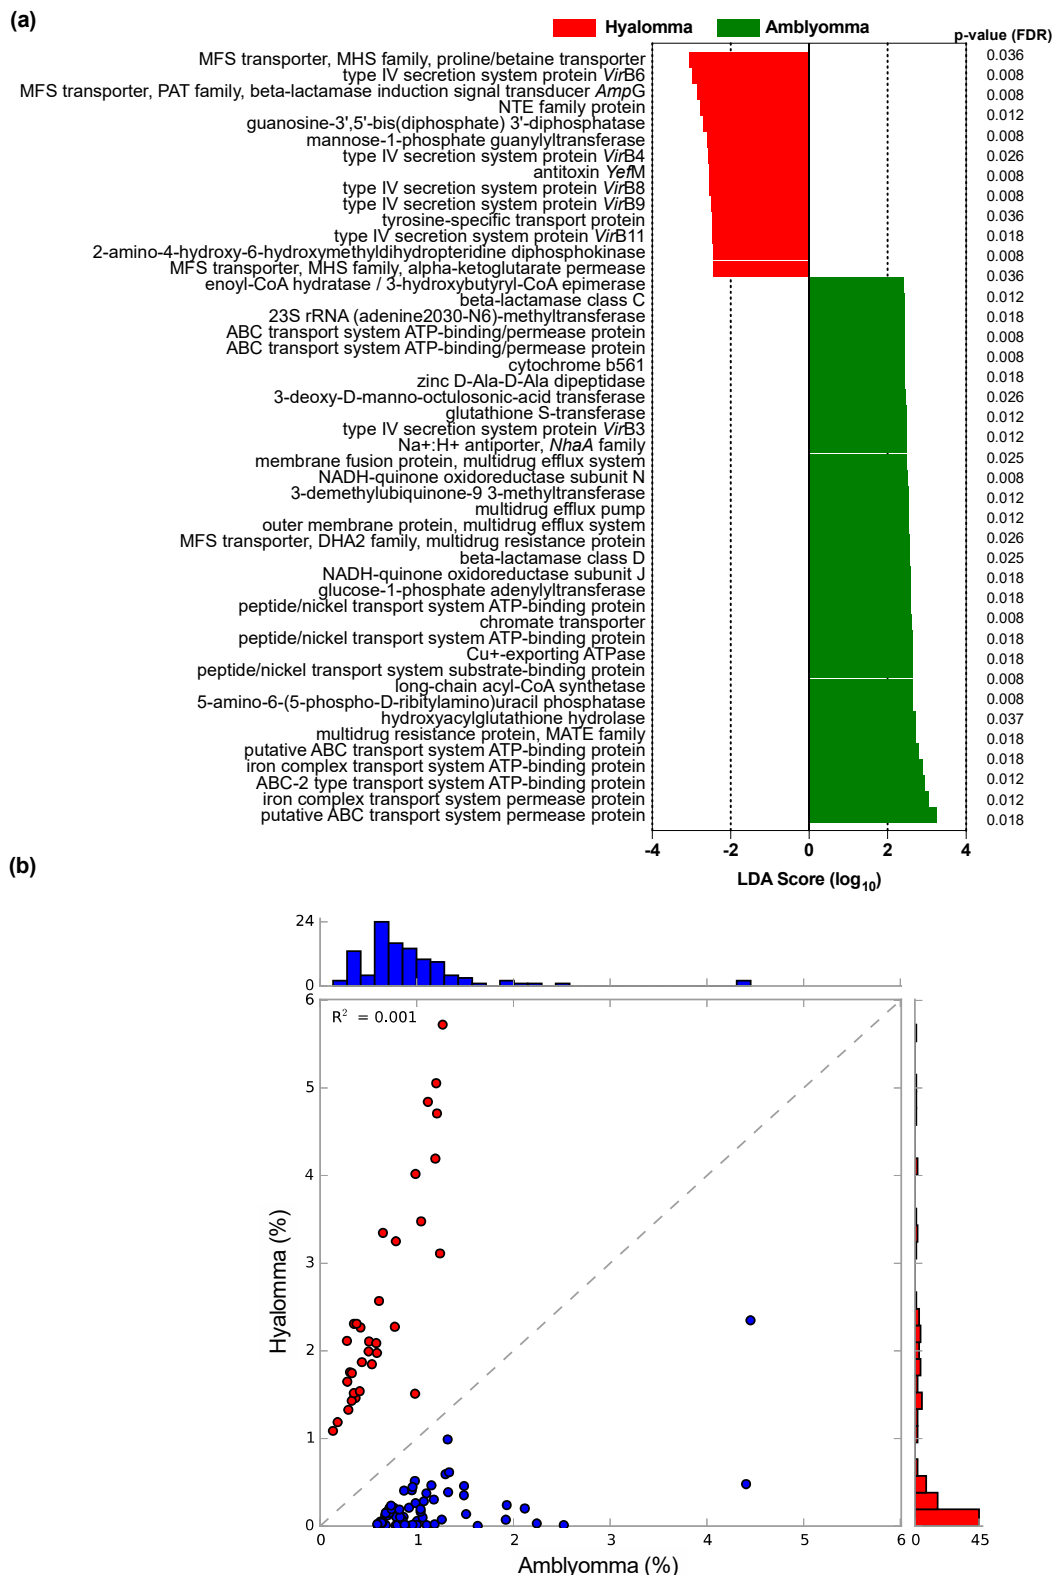 (a)
Hyalomma Amblyomma
p-value (FDR)
MFS transporter, MHS family, proline/betaine transporter
type IV secretion system protein VirB6
MFS transporter, PAT family, beta-lactamase induction signal transducer AmpG
NTE family protein
guanosine-3',5'-bis(diphosphate) 3'-diphosphatase
mannose-1-phosphate guanylyltransferase
type IV secretion system protein VirB4
antitoxin YefM
type IV secretion system protein VirB8
type IV secretion system protein VirB9
tyrosine-specific transport protein
type IV secretion system protein VirB11
2-amino-4-hydroxy-6-hydroxymethyldihydropteridine diphosphokinase
MFS transporter, MHS family, alpha-ketoglutarate permease
enoyl-CoA hydratase / 3-hydroxybutyryl-CoA epimerase
beta-lactamase class C
23S rRNA (adenine2030-N6)-methyltransferase
ABC transport system ATP-binding/permease protein
ABC transport system ATP-binding/permease protein
cytochrome b561
zinc D-Ala-D-Ala dipeptidase
3-deoxy-D-manno-octulosonic-acid transferase
glutathione S-transferase
type IV secretion system protein VirB3
Na+:H+ antiporter, NhaA family
membrane fusion protein, multidrug efflux system
NADH-quinone oxidoreductase subunit N
3-demethylubiquinone-9 3-methyltransferase
multidrug efflux pump
outer membrane protein, multidrug efflux system
MFS transporter, DHA2 family, multidrug resistance protein
beta-lactamase class D
NADH-quinone oxidoreductase subunit J
glucose-1-phosphate adenylyltransferase
peptide/nickel transport system ATP-binding protein
chromate transporter
peptide/nickel transport system ATP-binding protein
Cu+-exporting ATPase
peptide/nickel transport system substrate-binding protein
long-chain acyl-CoA synthetase
5-amino-6-(5-phospho-D-ribitylamino)uracil phosphatase
hydroxyacylglutathione hydrolase
multidrug resistance protein, MATE family
putative ABC transport system ATP-binding protein
iron complex transport system ATP-binding protein
ABC-2 type transport system ATP-binding protein
iron complex transport system permease protein
putative ABC transport system permease protein
0.036
0.008
0.008
0.012
0.008
0.026
0.008
0.008
0.036
0.018
0.008
0.036
0.012
0.018
0.008
0.008
0.018
0.026
0.012
0.012
0.025
0.008
0.012
0.012
0.026
0.025
0.018
0.018
0.008
0.018
0.018
0.008
0.008
0.037
0.018
0.018
0.012
0.012
0.018
-4 -2 0 2 4
LDA Score (log10)
(b)
24
0
6
R² = 0.001
5
4
3
2
1
0
Hyalomma (%)
0 1 2 3 4 5 6 0 45
Amblyomma (%)